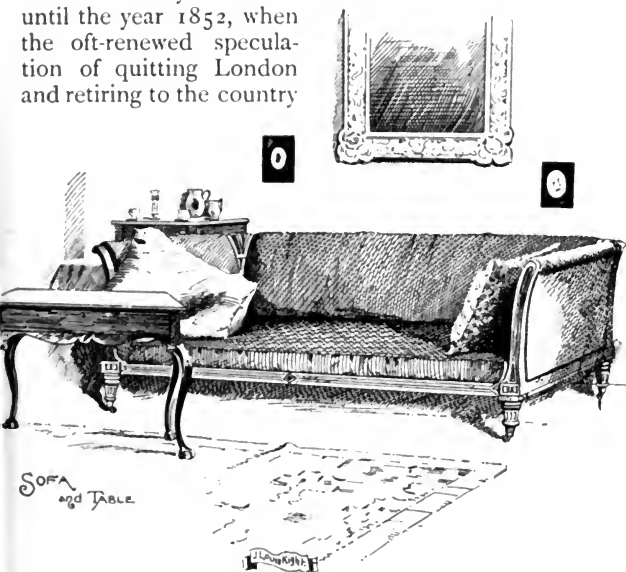 until the year 1852, when
the oft-renewed specula-
tion of quitting London
and retiring to the country
SOFA
and TABLE